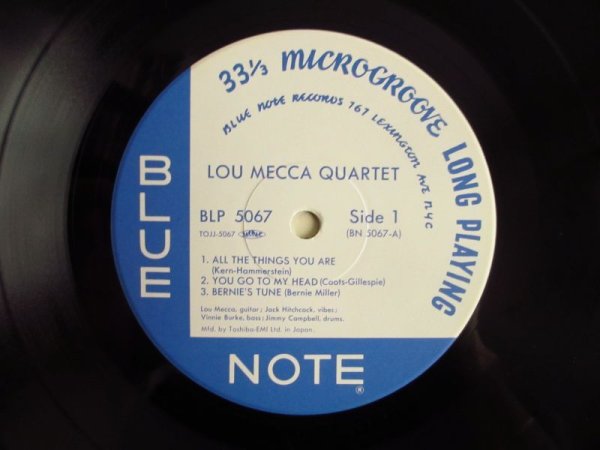 33⅓ MICROGROOVE LONG PLAYING
BLUE NOTE RECORDS 767 LEXINGTON AVE NYC
LOU MECCA QUARTET
BLP 5067 Side 1
TOJJ-5067 (BN 5067-A)
1. ALL THE THINGS YOU ARE
(Kern-Hammerstein)
2. YOU GO TO MY HEAD (Coots-Gillespie)
3. BERNIE'S TUNE (Bernie Miller)
Lou Mecca, guitar; Jack Hitchcock, vibes;
Vinnie Burke, bass; Jimmy Campbell, drums.
Mfd. by Toshiba-EMI Ltd. in Japan.
BLUE
NOTE®